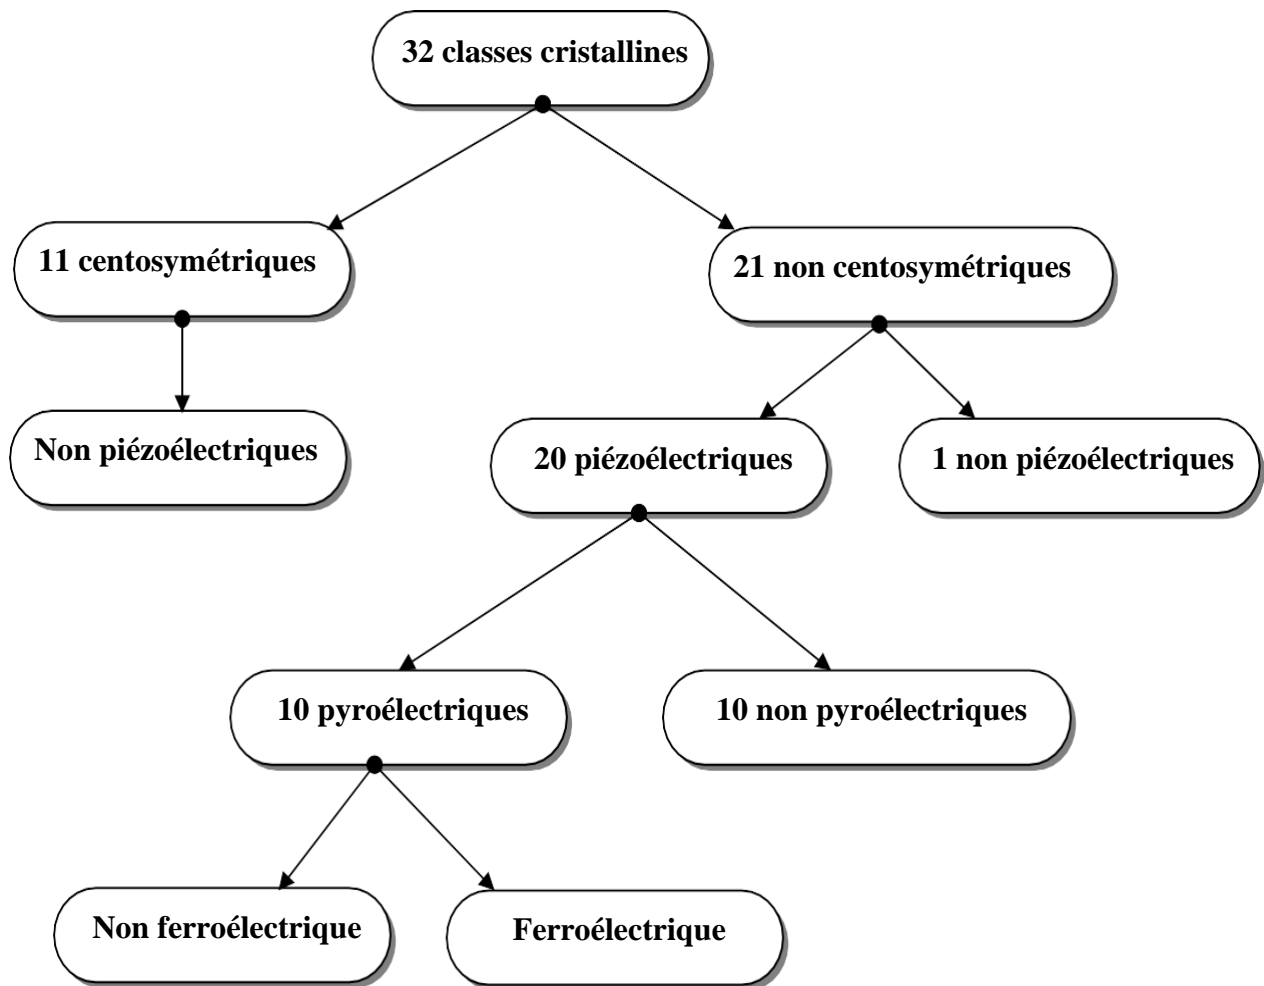 32 classes cristallines
11 centosymétriques
21 non centosymétriques
Non piézoélectriques
20 piézoélectriques
1 non piézoélectriques
10 pyroélectriques
10 non pyroélectriques
Non ferroélectrique
Ferroélectrique